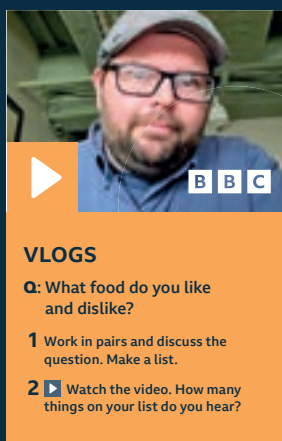 BBC
VLOGS
Q: What food do you like
and dislike?
1 Work in pairs and discuss the
question. Make a list.
2 Watch the video. How many
things on your list do you hear?